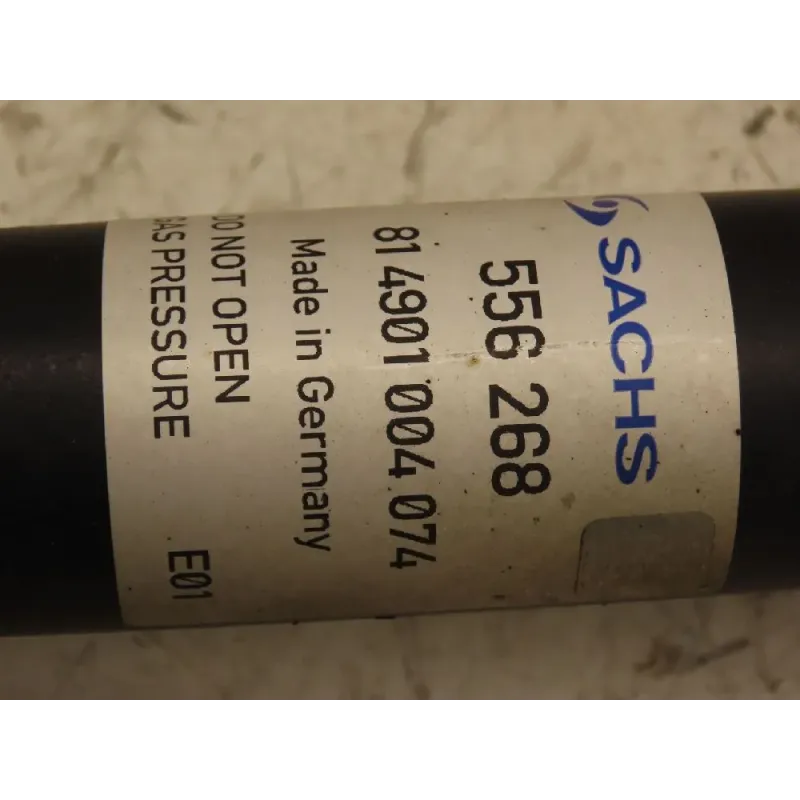 SACHS
556 268
81 4901 004 074
Made in Germany
DO NOT OPEN
GAS PRESSURE E01